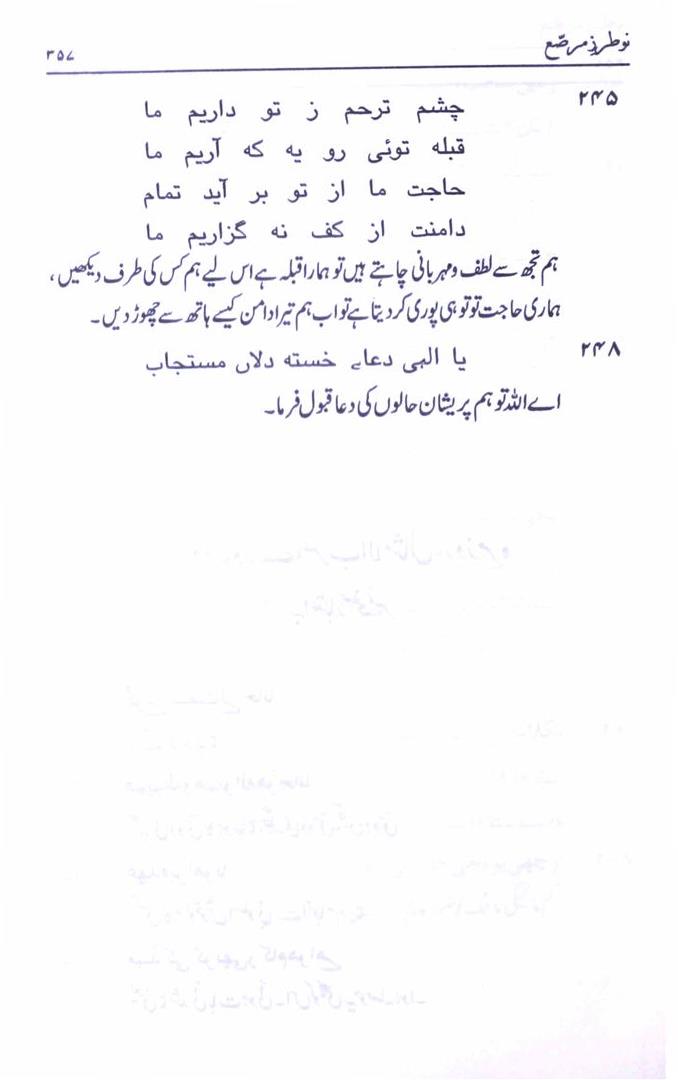 نو طرزِ مرصّع
۳۵۷
۲۴۵
چشم ترحم ز تو داریم ما
قبلہ توئی رو بہ کہ آریم ما
حاجت ما از تو بر آید تمام
دامنت از کف نہ گزاریم ما
ہم تجھ سے لطف و مہربانی چاہتے ہیں تو ہمارا قبلہ ہے اس لیے ہم کس کی طرف دیکھیں،
ہماری حاجت تو تو ہی پوری کر دیتا ہے تو اب ہم تیرا دامن کیسے ہاتھ سے چھوڑ دیں۔
۲۴۸
یا الہی دعاے خستہ دلاں مستجاب
اے اللہ تو ہم پریشان حالوں کی دعا قبول فرما۔